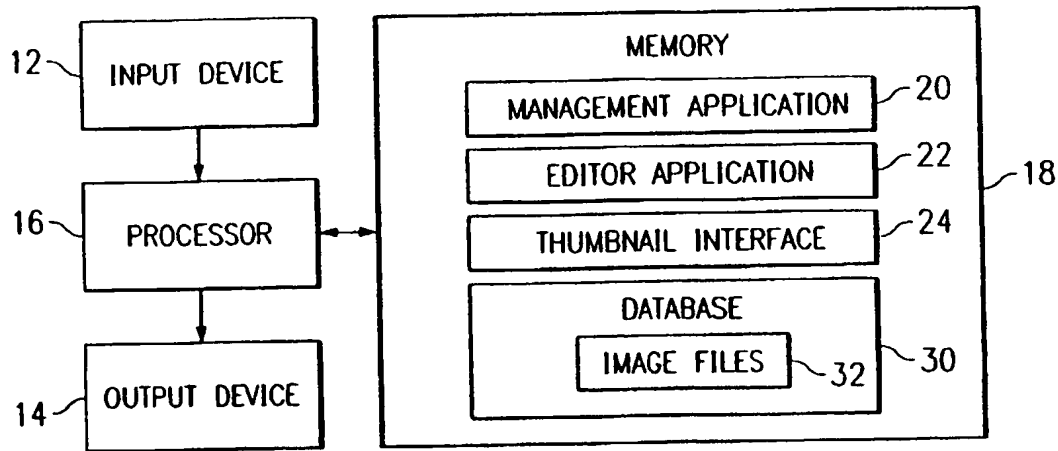 12
INPUT DEVICE
16
PROCESSOR
14
OUTPUT DEVICE
MEMORY
18
MANAGEMENT APPLICATION
20
EDITOR APPLICATION
22
THUMBNAIL INTERFACE
24
DATABASE
30
IMAGE FILES
32